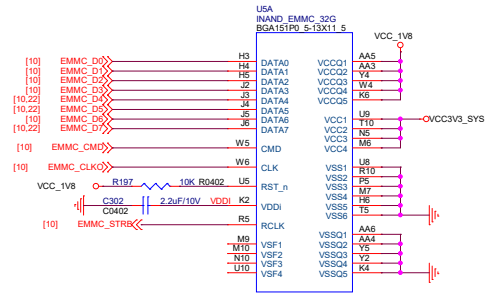 U5A
INAND_EMMC_32G
BGA151P0_5-13X11_5
VCC_1V8
[10] EMMC_D0 H3 DATA0 VCCQ1 AA5
[10] EMMC_D1 H4 DATA1 VCCQ2 AA3
[10] EMMC_D2 H5 DATA2 VCCQ3 Y4
[10] EMMC_D3 J2 DATA3 VCCQ4 W4
[10,22] EMMC_D4 J3 DATA4 VCCQ5 K6
[10,22] EMMC_D5 J4 DATA5
[10,22] EMMC_D6 J5 DATA6 VCC1 U9 VCC3V3_SYS
[10,22] EMMC_D7 J6 DATA7 VCC2 T10
VCC3 N5
[10] EMMC_CMD W5 CMD VCC4 M6
[10] EMMC_CLKO W6 CLK VSS1 U8
VSS2 R10
VCC_1V8 R197 10K R0402 U5 RST_n VSS3 P5
VSS4 M7
C302 2.2uF/10V VDDI K2 VDDi VSS5 H6
C0402 VSS6 T5
[10] EMMC_STRB R5 RCLK
VSSQ1 AA6
M9 VSF1 VSSQ2 AA4
M10 VSF2 VSSQ3 Y5
N10 VSF3 VSSQ4 Y2
U10 VSF4 VSSQ5 K4